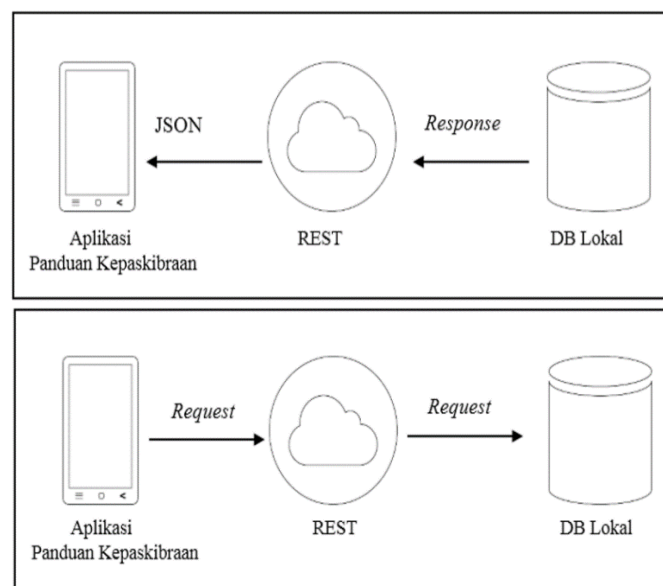 JSON
Response
Aplikasi
Panduan Kepaskibraan
REST
DB Lokal
Request
Request
Aplikasi
Panduan Kepaskibraan
REST
DB Lokal